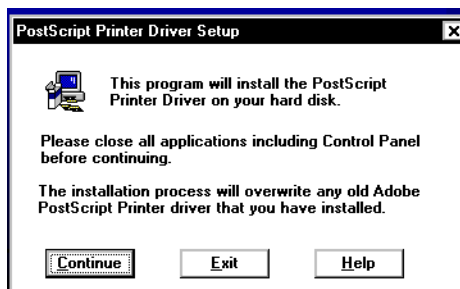 PostScript Printer Driver Setup
This program will install the PostScript
Printer Driver on your hard disk.
Please close all applications including Control Panel
before continuing.
The installation process will overwrite any old Adobe
PostScript Printer driver that you have installed.
Continue Exit Help